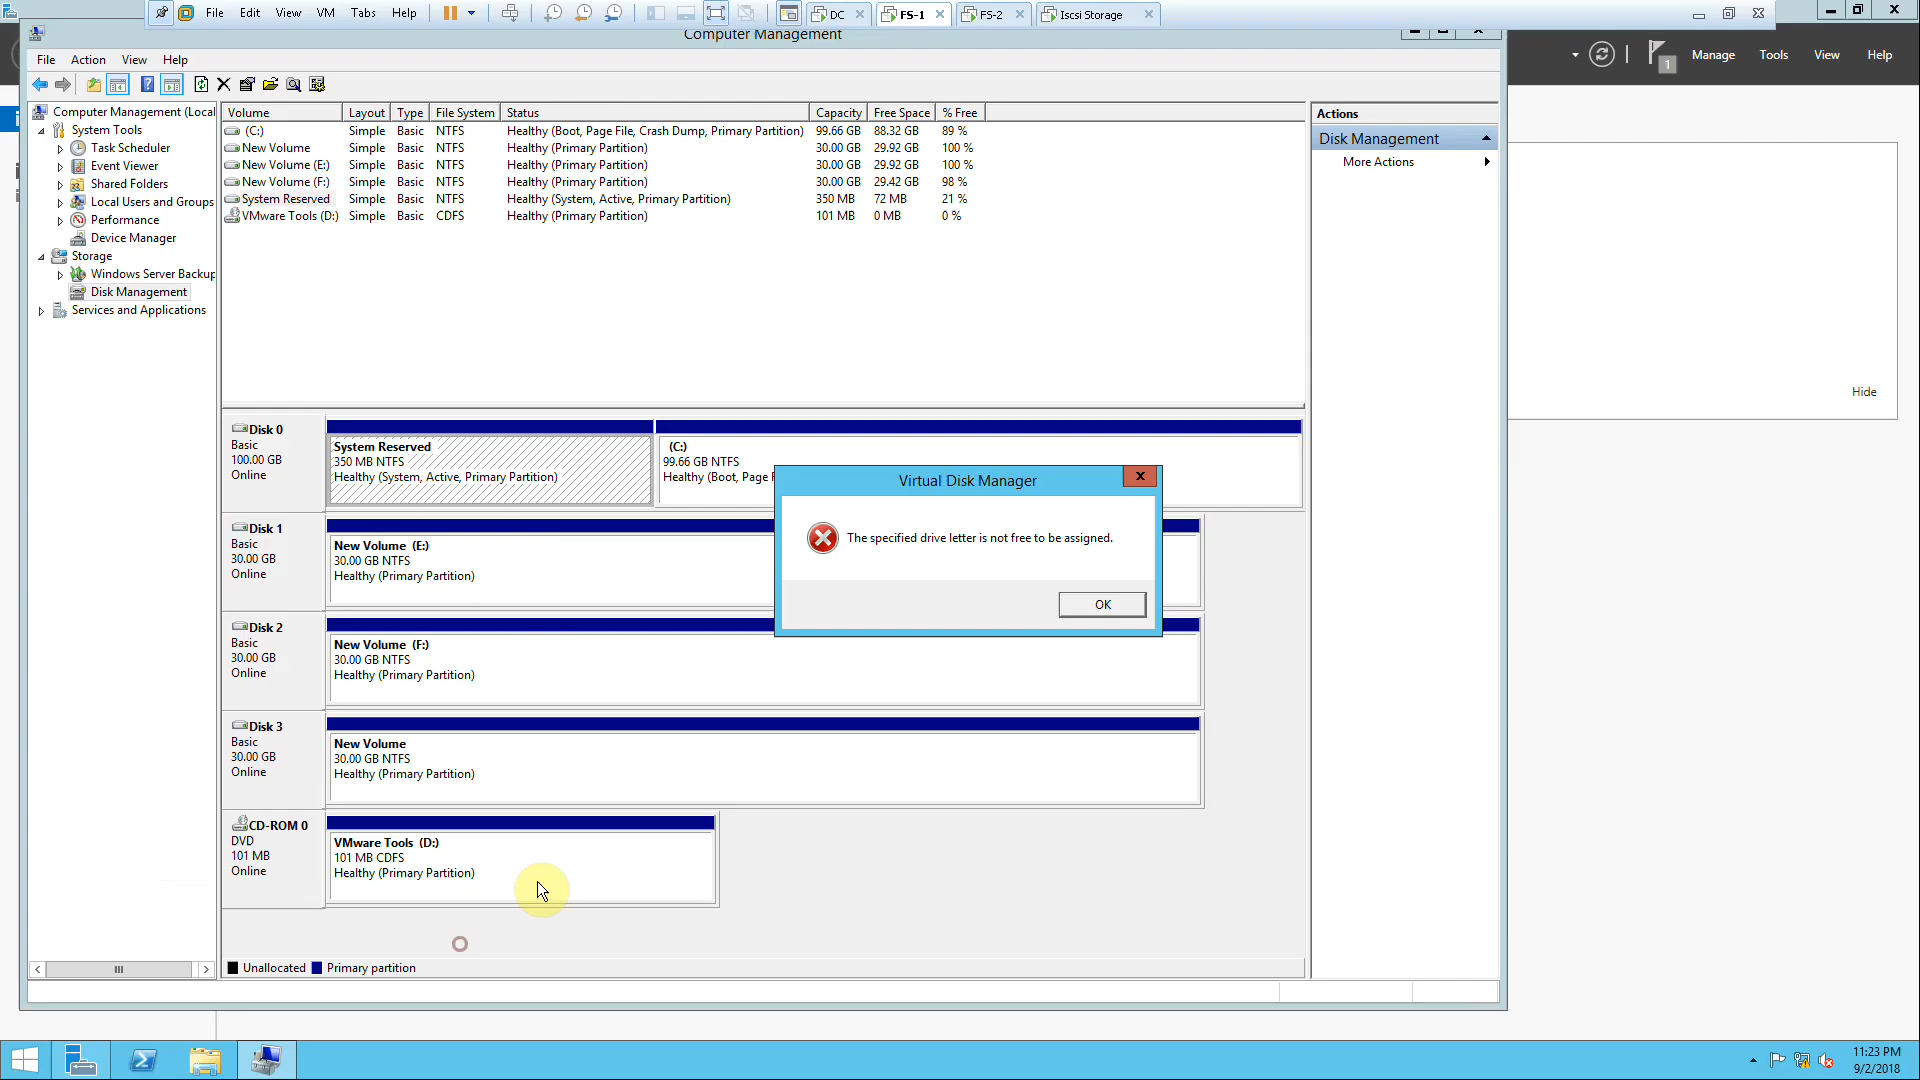 File Edit View VM Tabs Help
DC
FS-1
FS-2
Iscsi Storage
Computer Management
File Action View Help
Manage Tools View Help
1
Computer Management (Local
System Tools
Task Scheduler
Event Viewer
Shared Folders
Local Users and Groups
Performance
Device Manager
Storage
Windows Server Backup
Disk Management
Services and Applications
Volume Layout Type File System Status Capacity Free Space % Free
(C:) Simple Basic NTFS Healthy (Boot, Page File, Crash Dump, Primary Partition) 99.66 GB 88.32 GB 89 %
New Volume Simple Basic NTFS Healthy (Primary Partition) 30.00 GB 29.92 GB 100 %
New Volume (E:) Simple Basic NTFS Healthy (Primary Partition) 30.00 GB 29.92 GB 100 %
New Volume (F:) Simple Basic NTFS Healthy (Primary Partition) 30.00 GB 29.42 GB 98 %
System Reserved Simple Basic NTFS Healthy (System, Active, Primary Partition) 350 MB 72 MB 21 %
VMware Tools (D:) Simple Basic CDFS Healthy (Primary Partition) 101 MB 0 MB 0 %
Actions
Disk Management
More Actions
Hide
Disk 0
Basic
100.00 GB
Online
System Reserved
350 MB NTFS
Healthy (System, Active, Primary Partition)
(C:)
99.66 GB NTFS
Healthy (Boot, Page F
Disk 1
Basic
30.00 GB
Online
New Volume (E:)
30.00 GB NTFS
Healthy (Primary Partition)
Disk 2
Basic
30.00 GB
Online
New Volume (F:)
30.00 GB NTFS
Healthy (Primary Partition)
Disk 3
Basic
30.00 GB
Online
New Volume
30.00 GB NTFS
Healthy (Primary Partition)
CD-ROM 0
DVD
101 MB
Online
VMware Tools (D:)
101 MB CDFS
Healthy (Primary Partition)
Unallocated Primary partition
Virtual Disk Manager
The specified drive letter is not free to be assigned.
OK
11:23 PM
9/2/2018